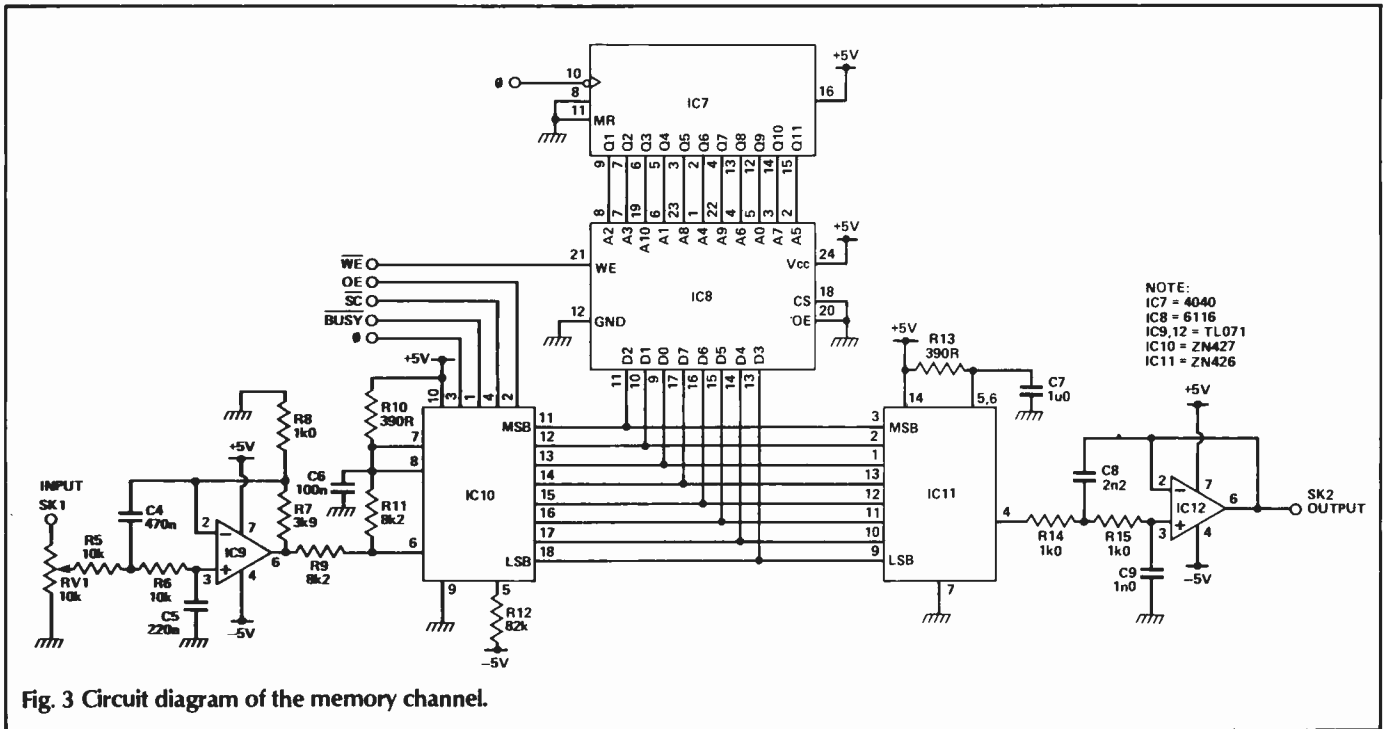 +5V
ø
10
8
11
MR
IC7
16
Q1 Q2 Q3 Q4 Q5 Q6 Q7 Q8 Q9 Q10 Q11
9 7 6 5 3 2 4 13 12 14 15
8 7 19 6 23 1 22 4 5 3 2
A2 A3 A10 A1 A8 A4 A9 A6 A0 A7 A5
+5V
WE
21
WE
Vcc
24
OE
SC
BUSY
ø
IC8
CS
18
OE
20
12
GND
D2 D1 D0 D7 D6 D5 D4 D3
11 10 9 17 16 15 14 13
NOTE:
IC7 = 4040
IC8 = 6116
IC9,12 = TL071
IC10 = ZN427
IC11 = ZN426
+5V
R13
390R
C7
1u0
14
5,6
+5V
10 3 1 4 2
R10
390R
7
8
C6
100n
R11
8k2
6
IC10
MSB
11
12
13
14
15
16
17
LSB
18
9
5
R12
82k
−5V
3
MSB
2
1
13
12
11
10
9
LSB
IC11
4
7
R8
1k0
+5V
INPUT
SK1
C4
470n
R5
10k
RV1
10k
R6
10k
C5
220n
2
3
7
IC9
4
6
−5V
R7
3k9
R9
8k2
R14
1k0
C8
2n2
R15
1k0
C9
1n0
+5V
2
3
7
IC12
4
6
−5V
SK2
OUTPUT
Fig. 3 Circuit diagram of the memory channel.